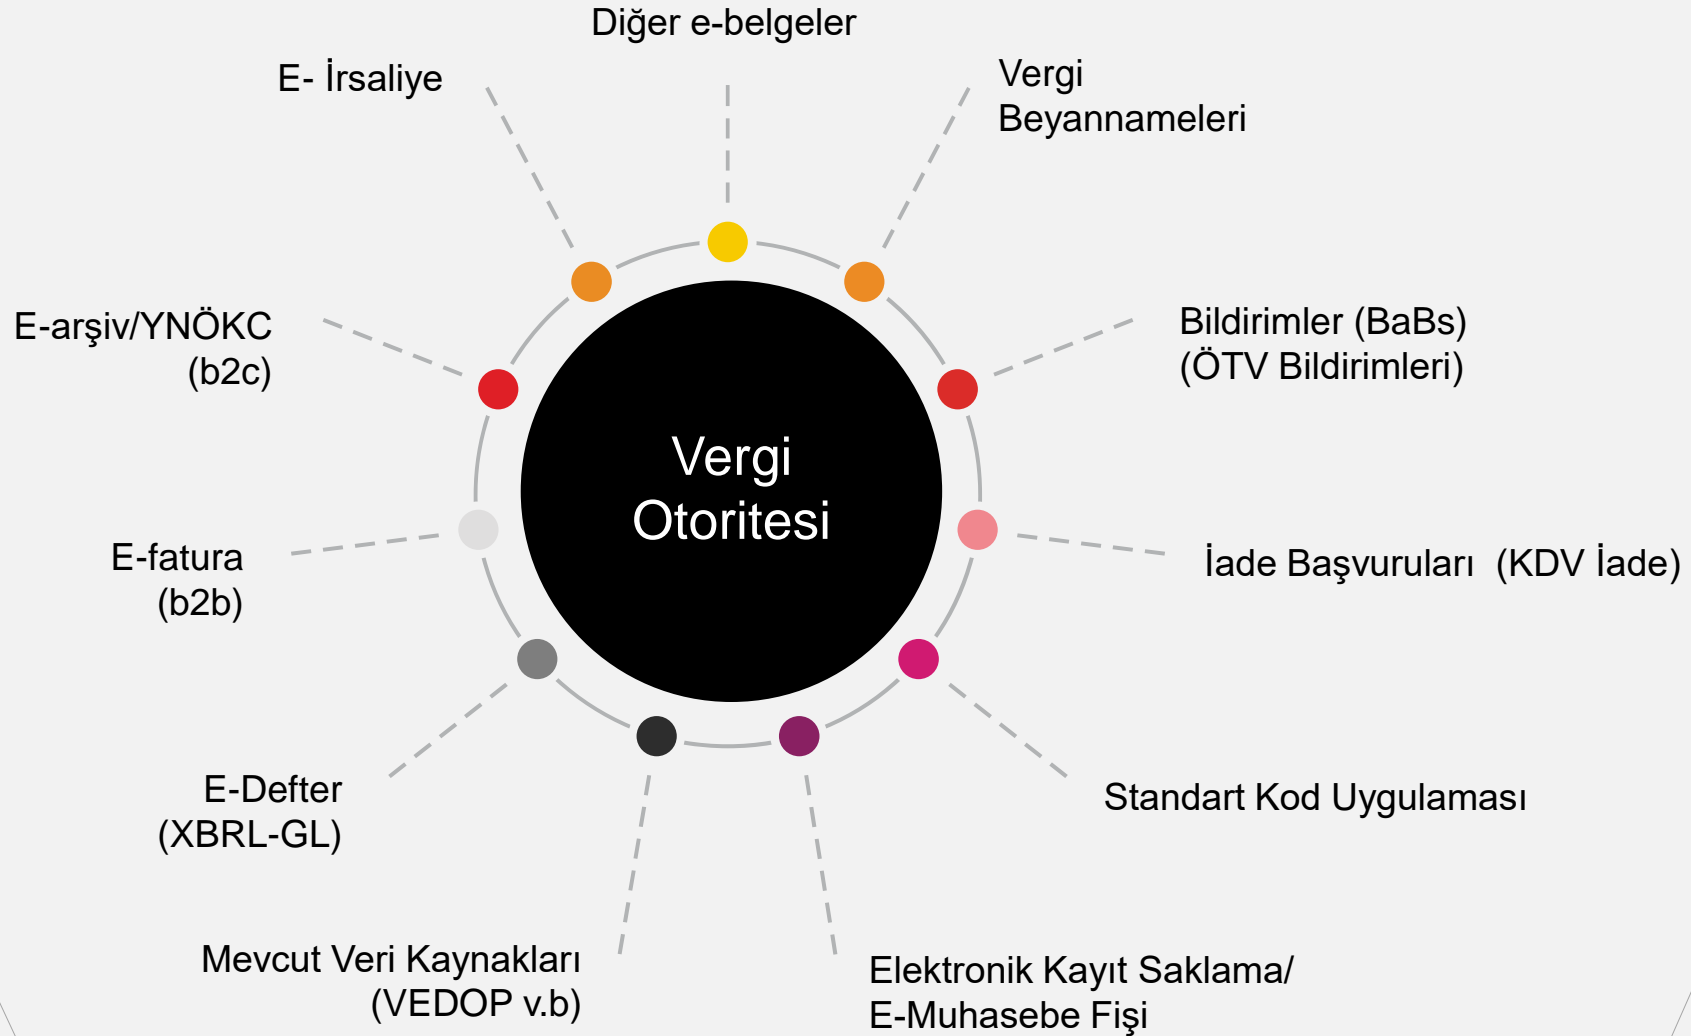 Diğer e-belgeler
E- İrsaliye
Vergi
Beyannameleri
E-arşiv/YNÖKC
(b2c)
Bildirimler (BaBs)
(ÖTV Bildirimleri)
Vergi
Otoritesi
E-fatura
(b2b)
İade Başvuruları (KDV İade)
E-Defter
(XBRL-GL)
Standart Kod Uygulaması
Mevcut Veri Kaynakları
(VEDOP v.b)
Elektronik Kayıt Saklama/
E-Muhasebe Fişi